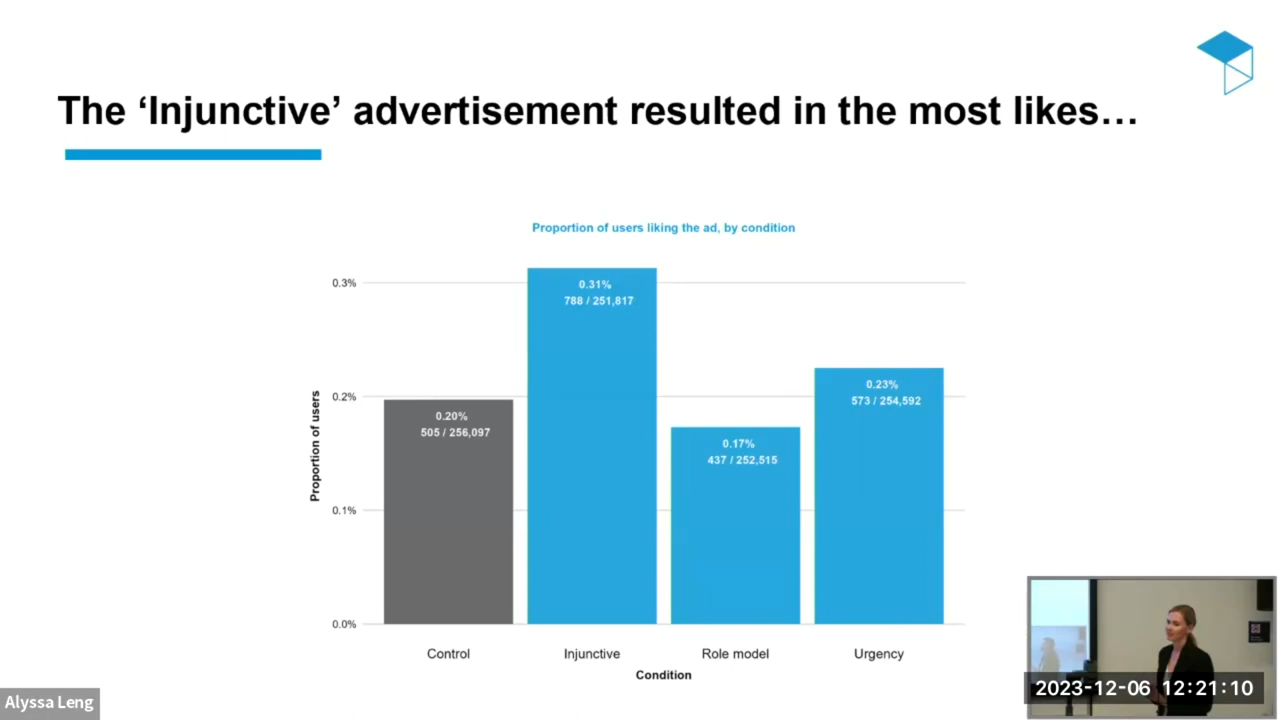 The ‘Injunctive’ advertisement resulted in the most likes…
Proportion of users liking the ad, by condition
Proportion of users
0.3%
0.2%
0.1%
0.0%
0.20%
505 / 256,097
0.31%
788 / 251,817
0.17%
437 / 252,515
0.23%
573 / 254,592
Control
Injunctive
Role model
Urgency
Condition
Alyssa Leng
2023-12-06 12:21:10